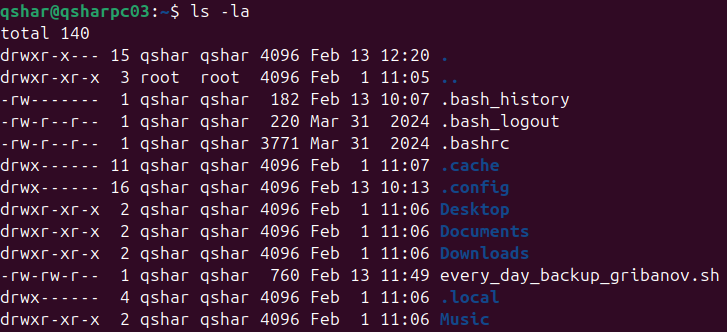 qshar@qsharpc03:~$ ls -la
total 140
drwxr-x--- 15 qshar qshar 4096 Feb 13 12:20 .
drwxr-xr-x  3 root  root  4096 Feb  1 11:05 ..
-rw-------  1 qshar qshar  182 Feb 13 10:07 .bash_history
-rw-r--r--  1 qshar qshar  220 Mar 31  2024 .bash_logout
-rw-r--r--  1 qshar qshar 3771 Mar 31  2024 .bashrc
drwx------ 11 qshar qshar 4096 Feb  1 11:07 .cache
drwx------ 16 qshar qshar 4096 Feb 13 10:13 .config
drwxr-xr-x  2 qshar qshar 4096 Feb  1 11:06 Desktop
drwxr-xr-x  2 qshar qshar 4096 Feb  1 11:06 Documents
drwxr-xr-x  2 qshar qshar 4096 Feb  1 11:06 Downloads
-rw-rw-r--  1 qshar qshar  760 Feb 13 11:49 every_day_backup_gribanov.sh
drwx------  4 qshar qshar 4096 Feb  1 11:06 .local
drwxr-xr-x  2 qshar qshar 4096 Feb  1 11:06 Music